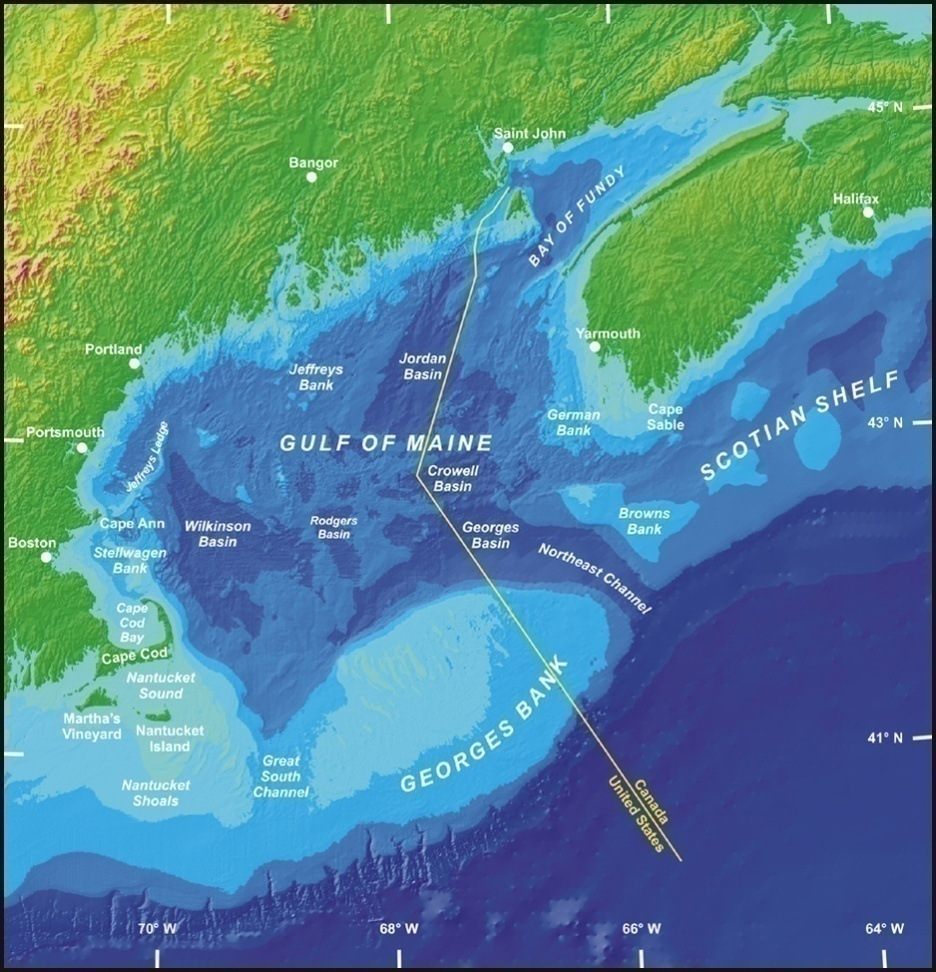 45° N
Saint John
Bangor
BAY OF FUNDY
Halifax
Yarmouth
Portland
Jordan
Basin
Jeffreys
Bank
SCOTIAN SHELF
German
Bank
Cape
Sable
43° N
Portsmouth
Jeffreys Ledge
GULF OF MAINE
Crowell
Basin
Cape Ann
Wilkinson
Basin
Rodgers
Basin
Georges
Basin
Browns
Bank
Boston
Stellwagen
Bank
Northeast Channel
Cape
Cod
Bay
Cape Cod
Nantucket
Sound
Martha's
Vineyard
Nantucket
Island
GEORGES BANK
41° N
Great
South
Channel
Nantucket
Shoals
Canada
United States
70° W
68° W
66° W
64° W